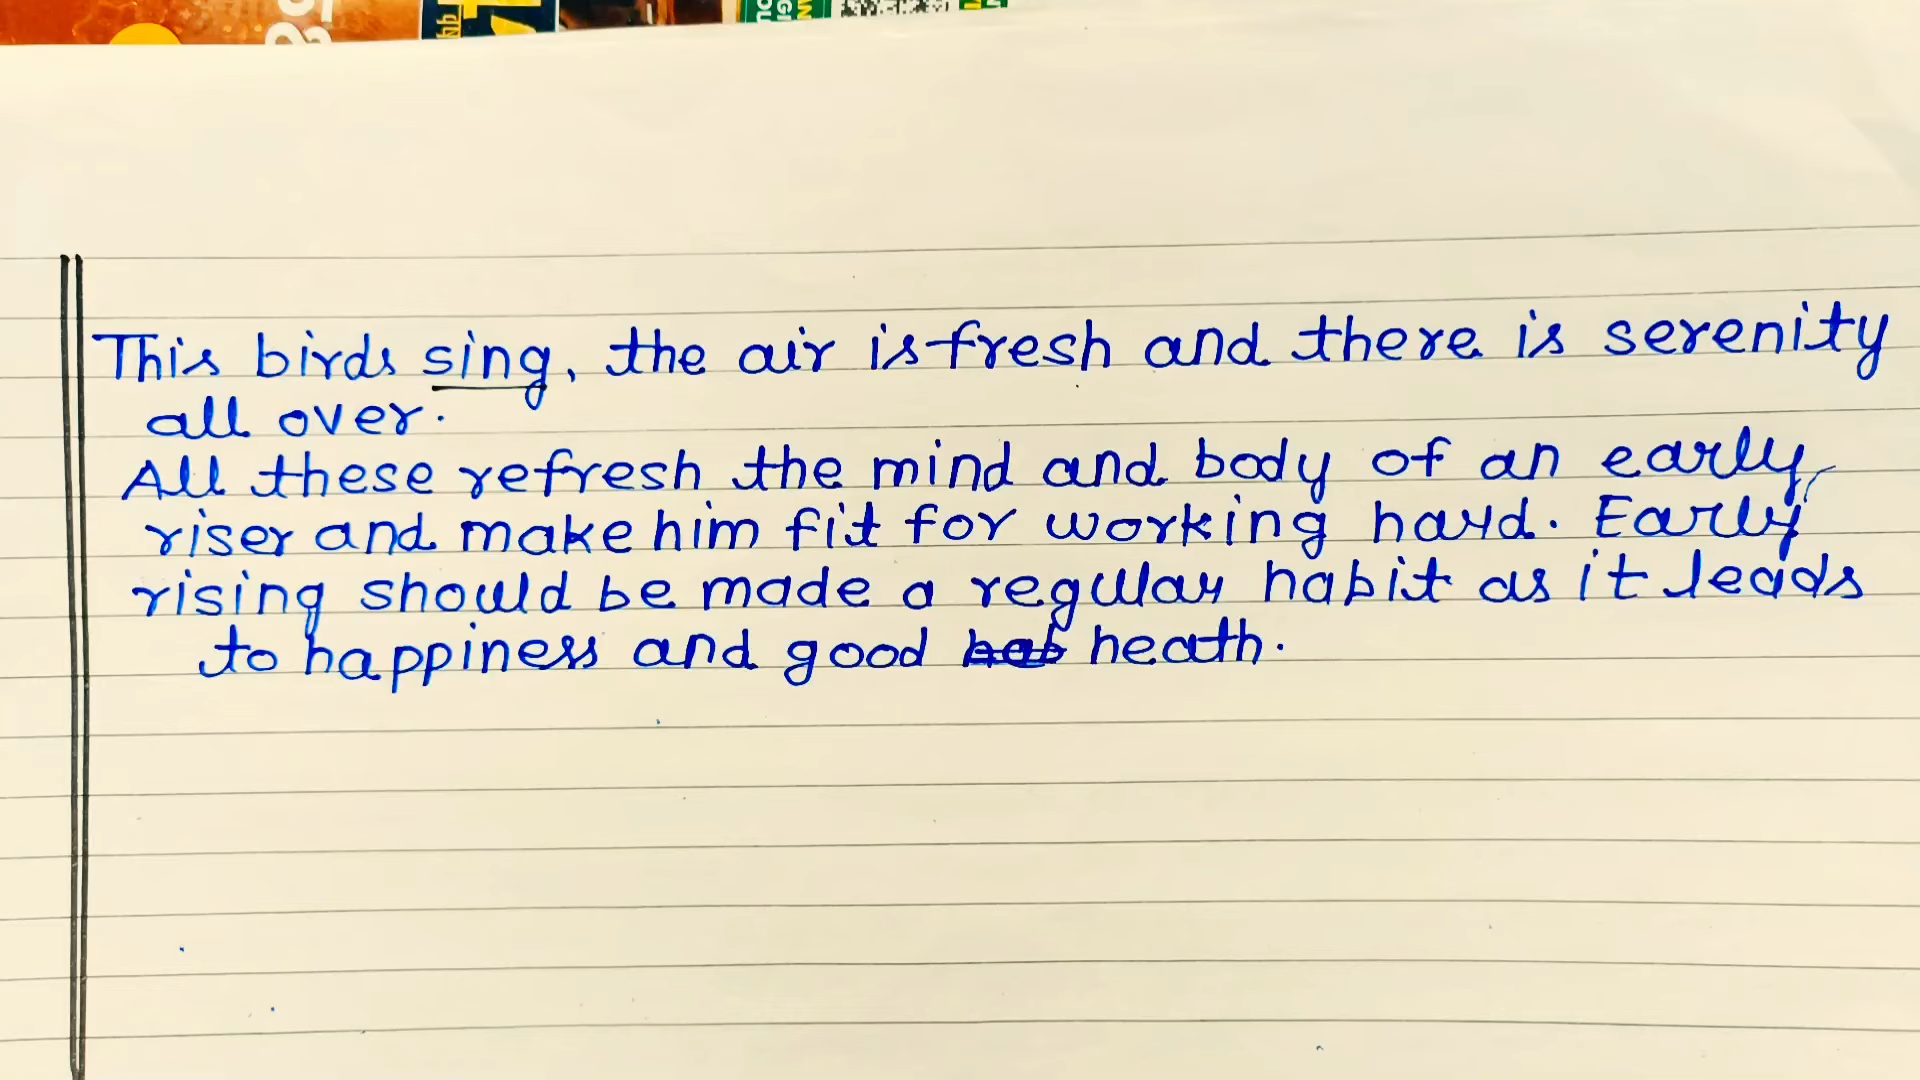 This birds sing, the air is fresh and there is serenity
all over.
All these refresh the mind and body of an early
riser and make him fit for working hard. Early
rising should be made a regular habit as it leads
to happiness and good heath.